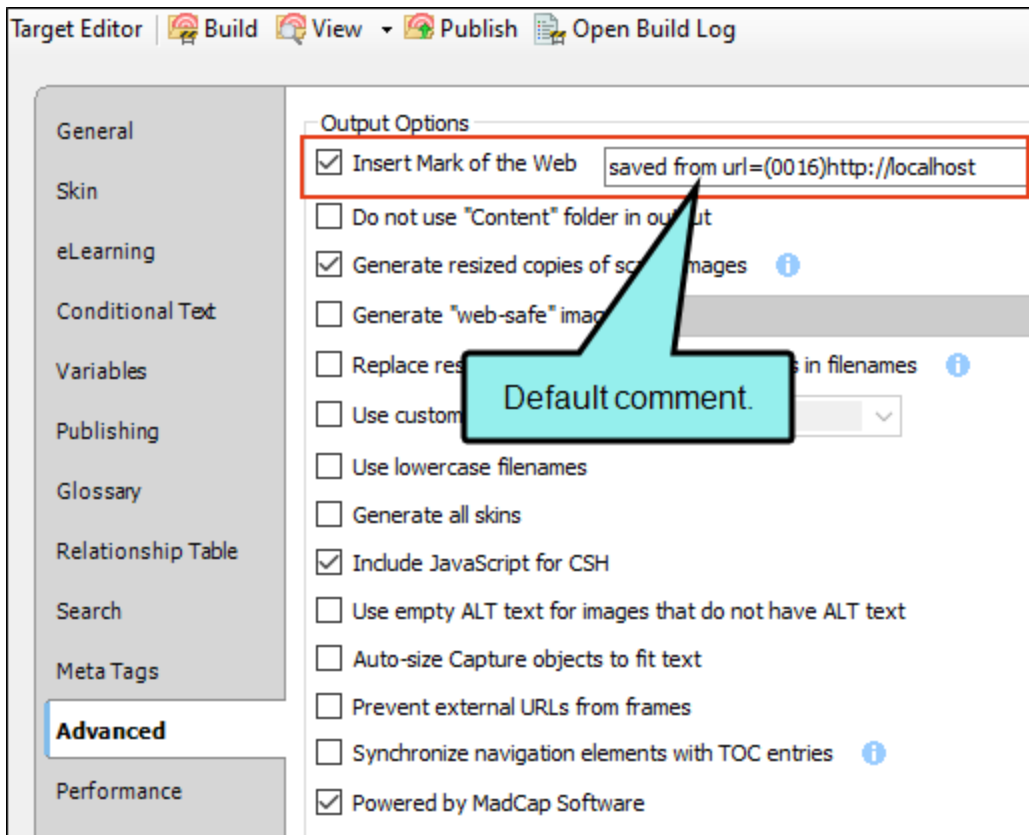 Target Editor Build View Publish Open Build Log
General
Skin
eLearning
Conditional Text
Variables
Publishing
Glossary
Relationship Table
Search
Meta Tags
Advanced
Performance
Output Options
Insert Mark of the Web saved from url=(0016)http://localhost
Do not use "Content" folder in out
Generate resized copies of sc mages
Generate "web-safe" imag
Replace res s in filenames
Use custom
Default comment.
Use lowercase filenames
Generate all skins
Include JavaScript for CSH
Use empty ALT text for images that do not have ALT text
Auto-size Capture objects to fit text
Prevent external URLs from frames
Synchronize navigation elements with TOC entries
Powered by MadCap Software